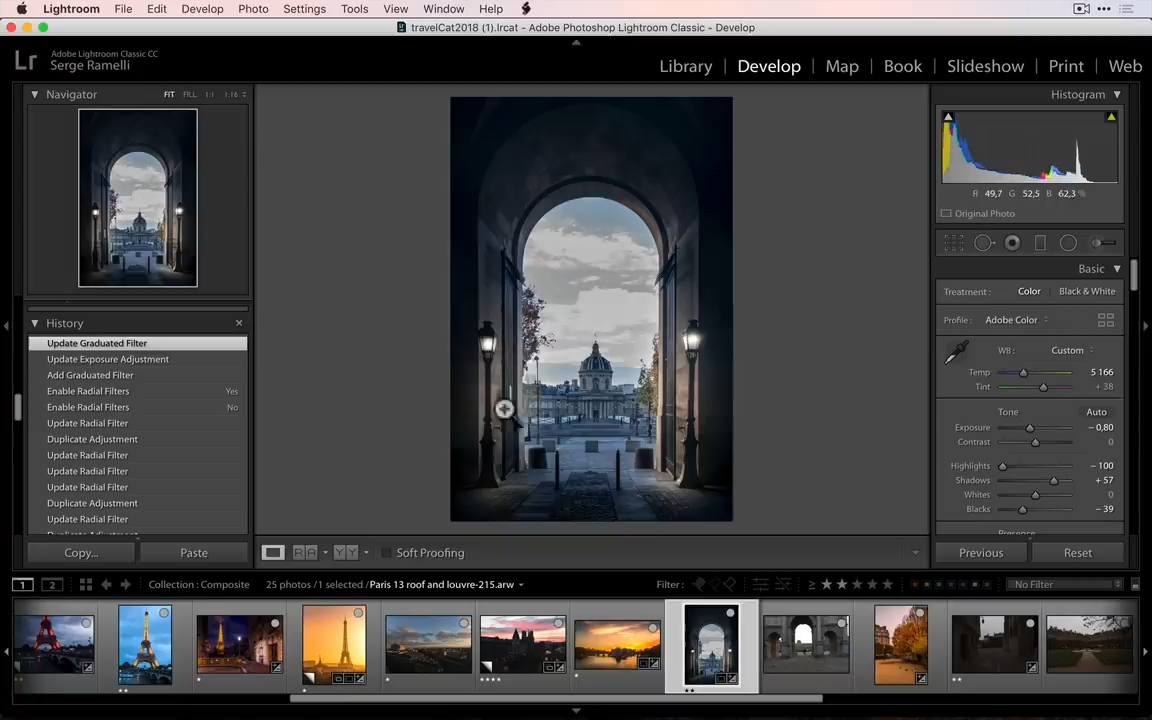 Lightroom File Edit Develop Photo Settings Tools View Window Help
travelCat2018 (1).lrcat - Adobe Photoshop Lightroom Classic - Develop
Lr Adobe Lightroom Classic CC
Serge Ramelli
Library | Develop | Map | Book | Slideshow | Print | Web
Navigator FIT FILL 1:1 1:16
Histogram
R 49,7 G 52,5 B 62,3 %
Original Photo
Basic
Treatment : Color Black & White
Profile : Adobe Color
WB : Custom
Temp 5 166
Tint + 38
Tone Auto
Exposure − 0,80
Contrast 0
Highlights − 100
Shadows + 57
Whites 0
Blacks − 39
Presence
History
Update Graduated Filter
Update Exposure Adjustment
Add Graduated Filter
Enable Radial Filters Yes
Enable Radial Filters No
Update Radial Filter
Duplicate Adjustment
Update Radial Filter
Update Radial Filter
Update Radial Filter
Duplicate Adjustment
Update Radial Filter
Duplicate Adjustment
Copy... Paste
R A Y Y Soft Proofing
Previous Reset
1 2 Collection : Composite 25 photos / 1 selected / Paris 13 roof and louvre-215.arw
Filter : ≥ ★ ★ ★ ★ ★ No Filter